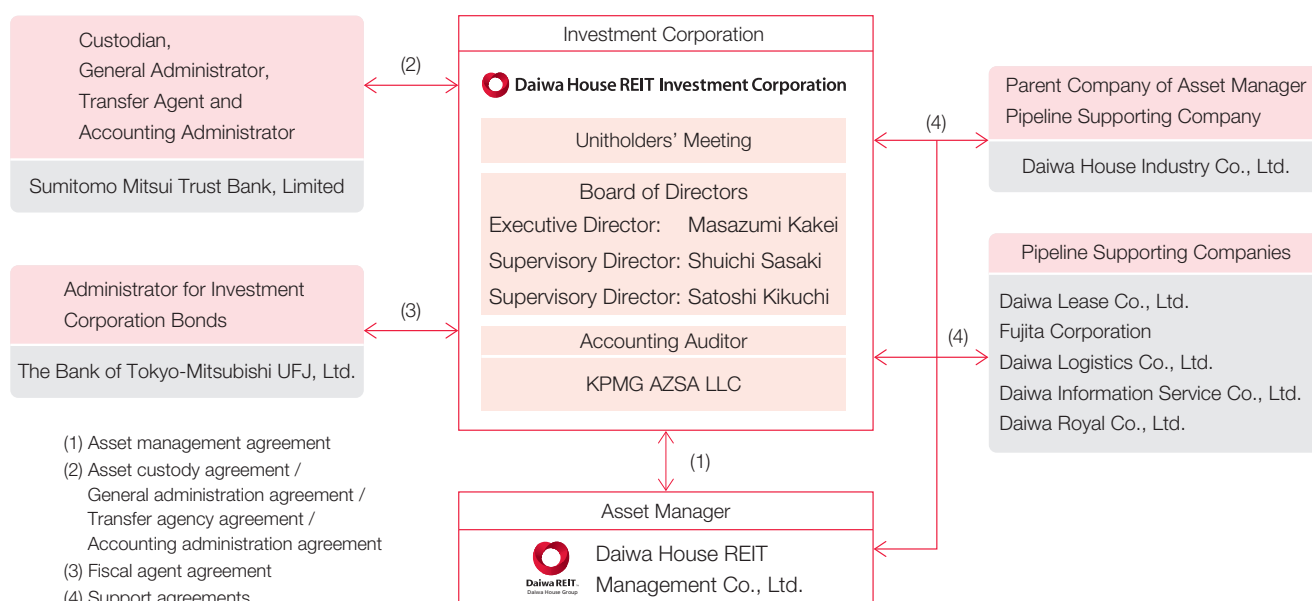 Custodian,
General Administrator,
Transfer Agent and
Accounting Administrator
Sumitomo Mitsui Trust Bank, Limited
(2)
Administrator for Investment
Corporation Bonds
The Bank of Tokyo-Mitsubishi UFJ, Ltd.
(3)
Investment Corporation
Daiwa House REIT Investment Corporation
Unitholders' Meeting
Board of Directors
Executive Director: Masazumi Kakei
Supervisory Director: Shuichi Sasaki
Supervisory Director: Satoshi Kikuchi
Accounting Auditor
KPMG AZSA LLC
(4)
Parent Company of Asset Manager
Pipeline Supporting Company
Daiwa House Industry Co., Ltd.
(4)
Pipeline Supporting Companies
Daiwa Lease Co., Ltd.
Fujita Corporation
Daiwa Logistics Co., Ltd.
Daiwa Information Service Co., Ltd.
Daiwa Royal Co., Ltd.
(1)
Asset Manager
DaiwaREIT™
Daiwa House Group
Daiwa House REIT
Management Co., Ltd.
(1) Asset management agreement
(2) Asset custody agreement /
General administration agreement /
Transfer agency agreement /
Accounting administration agreement
(3) Fiscal agent agreement
(4) Support agreements